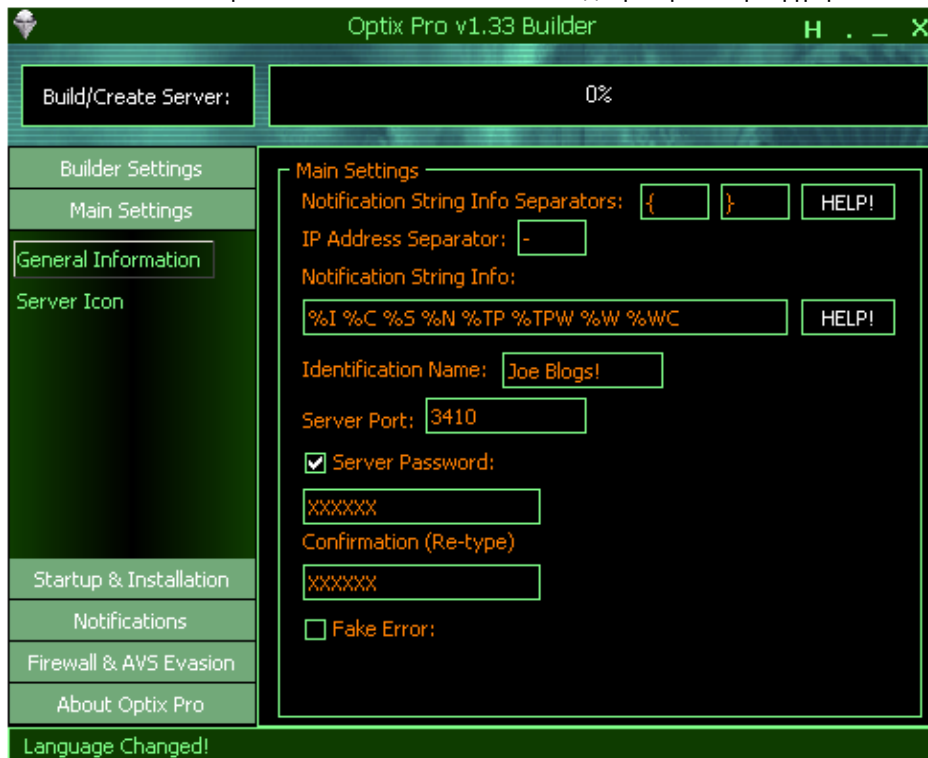 Optix Pro v1.33 Builder
H . _ X
Build/Create Server:
0%
Builder Settings
Main Settings
General Information
Server Icon
Startup & Installation
Notifications
Firewall & AVS Evasion
About Optix Pro
Main Settings
Notification String Info Separators: { } HELP!
IP Address Separator: -
Notification String Info:
%I %C %S %N %TP %TPW %W %WC HELP!
Identification Name: Joe Blogs!
Server Port: 3410
Server Password:
XXXXXX
Confirmation (Re-type)
XXXXXX
Fake Error:
Language Changed!